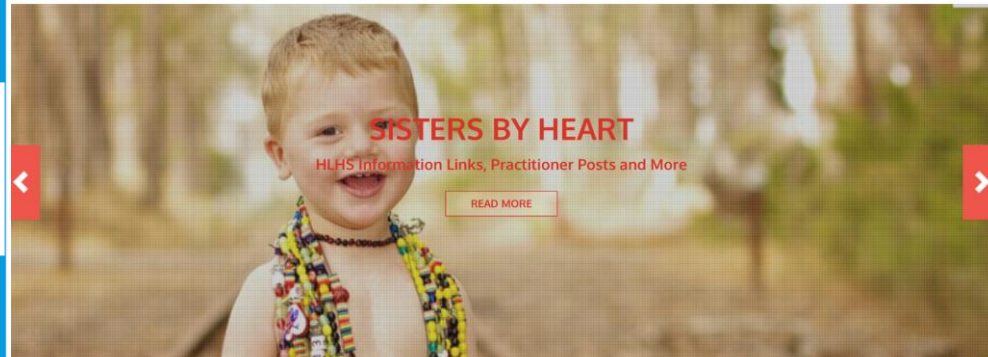 SISTERS BY HEART
HLHS Information Links, Practitioner Posts and More
READ MORE